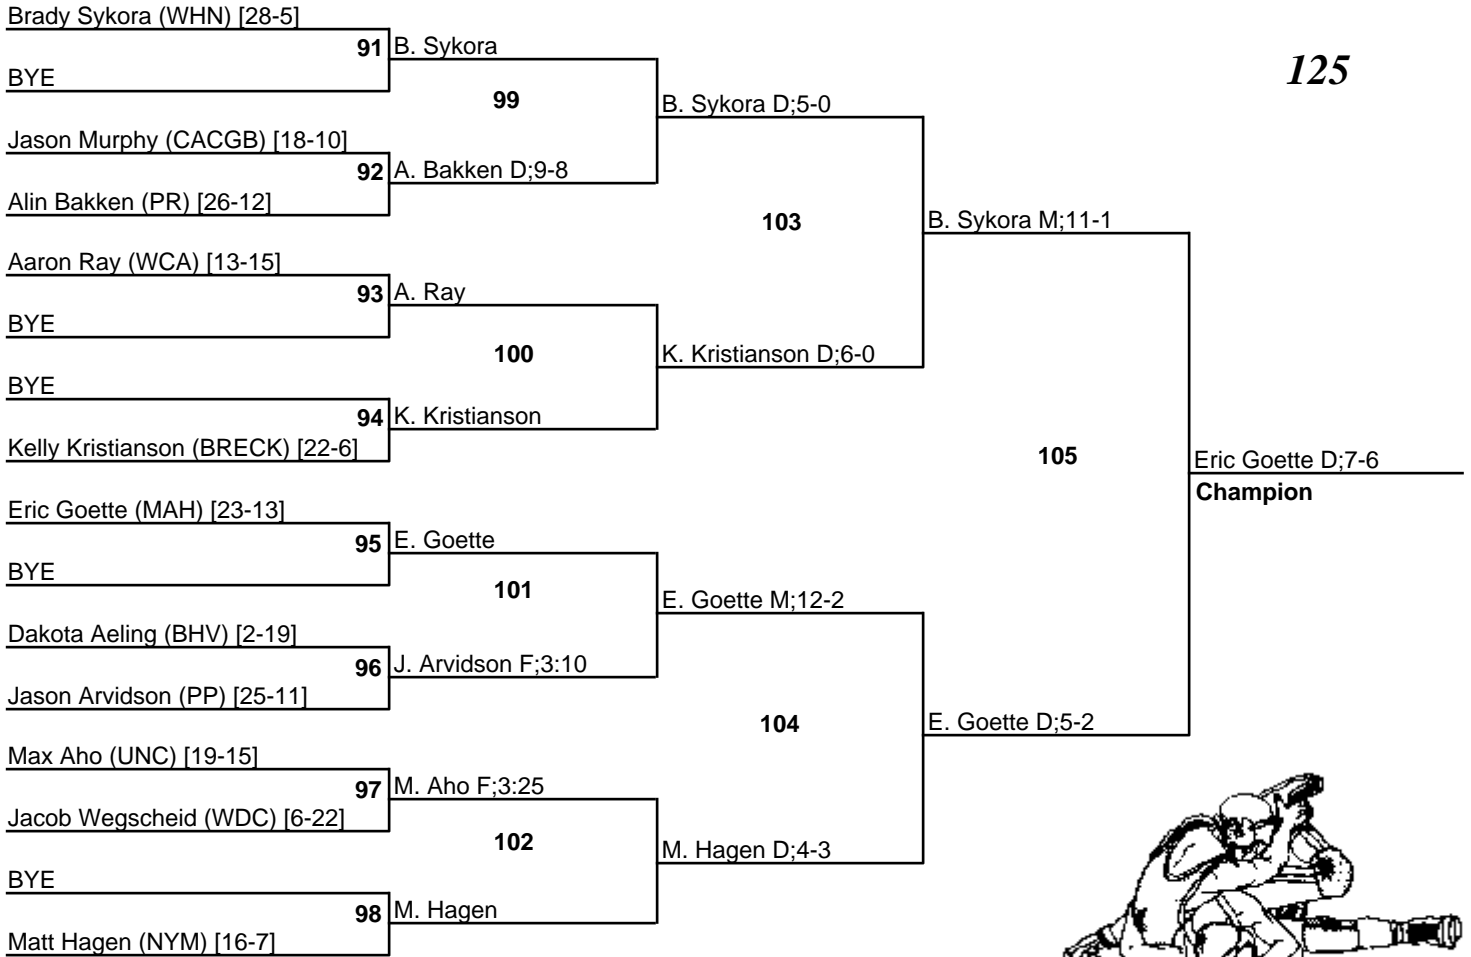 Brady Sykora (WHN) [28-5]
91 B. Sykora
BYE
125
99
B. Sykora D;5-0
Jason Murphy (CACGB) [18-10]
92 A. Bakken D;9-8
Alin Bakken (PR) [26-12]
103
B. Sykora M;11-1
Aaron Ray (WCA) [13-15]
93 A. Ray
BYE
100
K. Kristianson D;6-0
BYE
94 K. Kristianson
Kelly Kristianson (BRECK) [22-6]
105
Eric Goette D;7-6
Champion
Eric Goette (MAH) [23-13]
95 E. Goette
BYE
101
E. Goette M;12-2
Dakota Aeling (BHV) [2-19]
96 J. Arvidson F;3:10
Jason Arvidson (PP) [25-11]
104
E. Goette D;5-2
Max Aho (UNC) [19-15]
97 M. Aho F;3:25
Jacob Wegscheid (WDC) [6-22]
102
M. Hagen D;4-3
BYE
98 M. Hagen
Matt Hagen (NYM) [16-7]